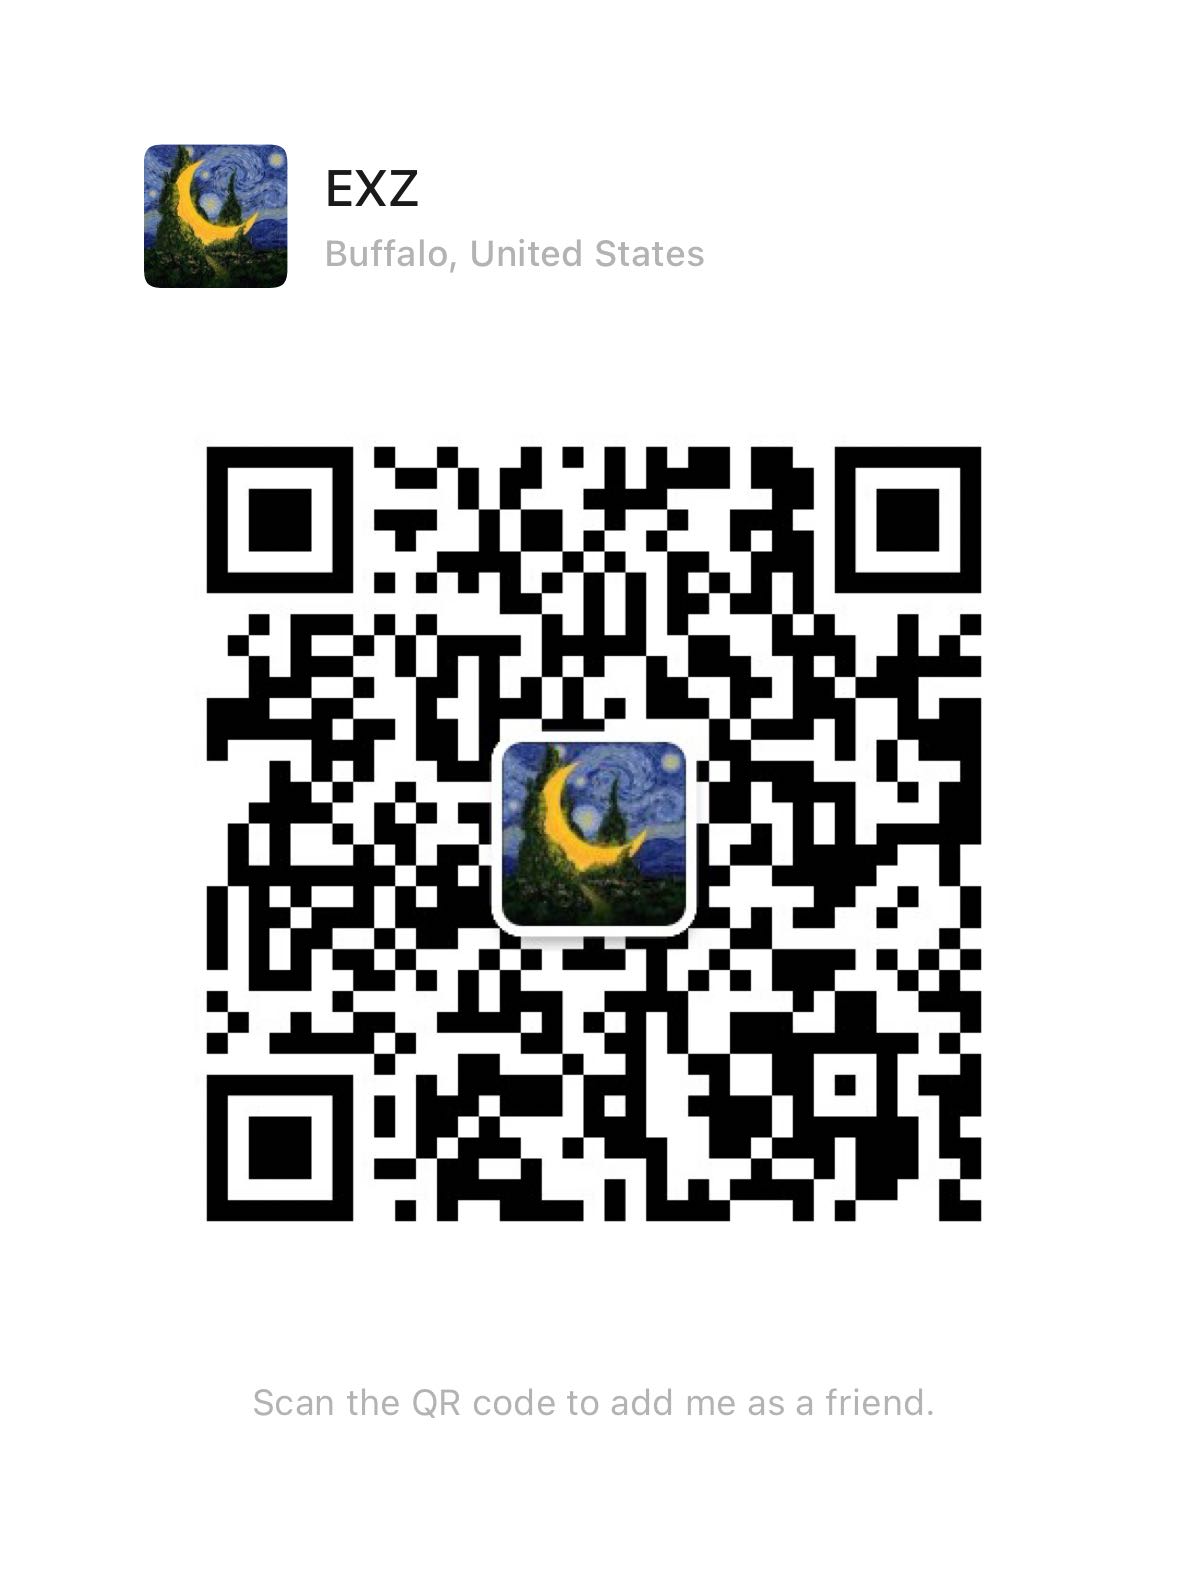 EXZ
Buffalo, United States
Scan the QR code to add me as a friend.